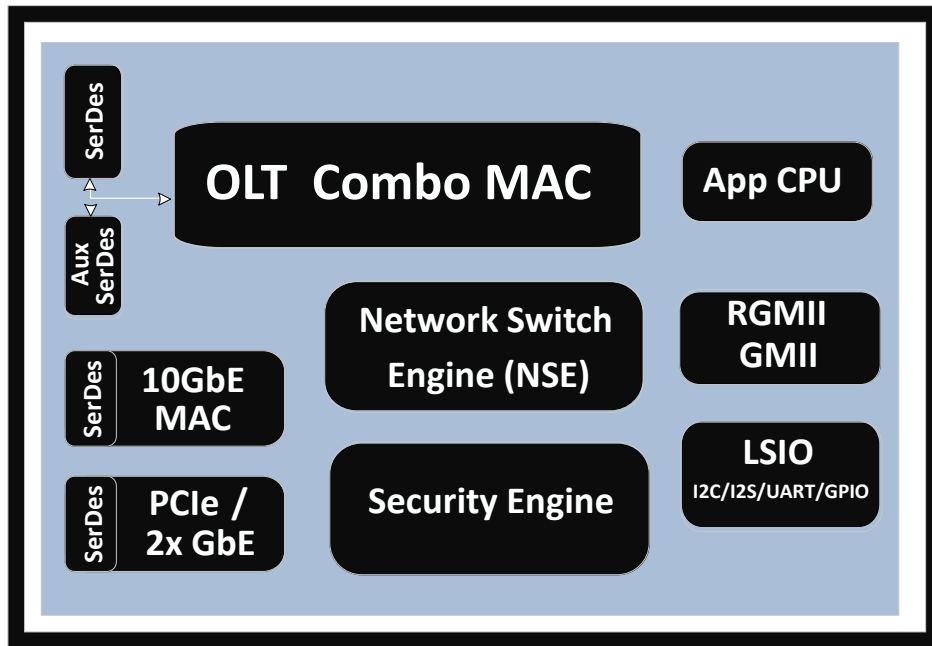 SerDes
OLT Combo MAC
App CPU
Aux
SerDes
Network Switch
Engine (NSE)
RGMII
GMII
SerDes
10GbE
MAC
LSIO
I2C/I2S/UART/GPIO
Security Engine
SerDes
PCIe /
2x GbE